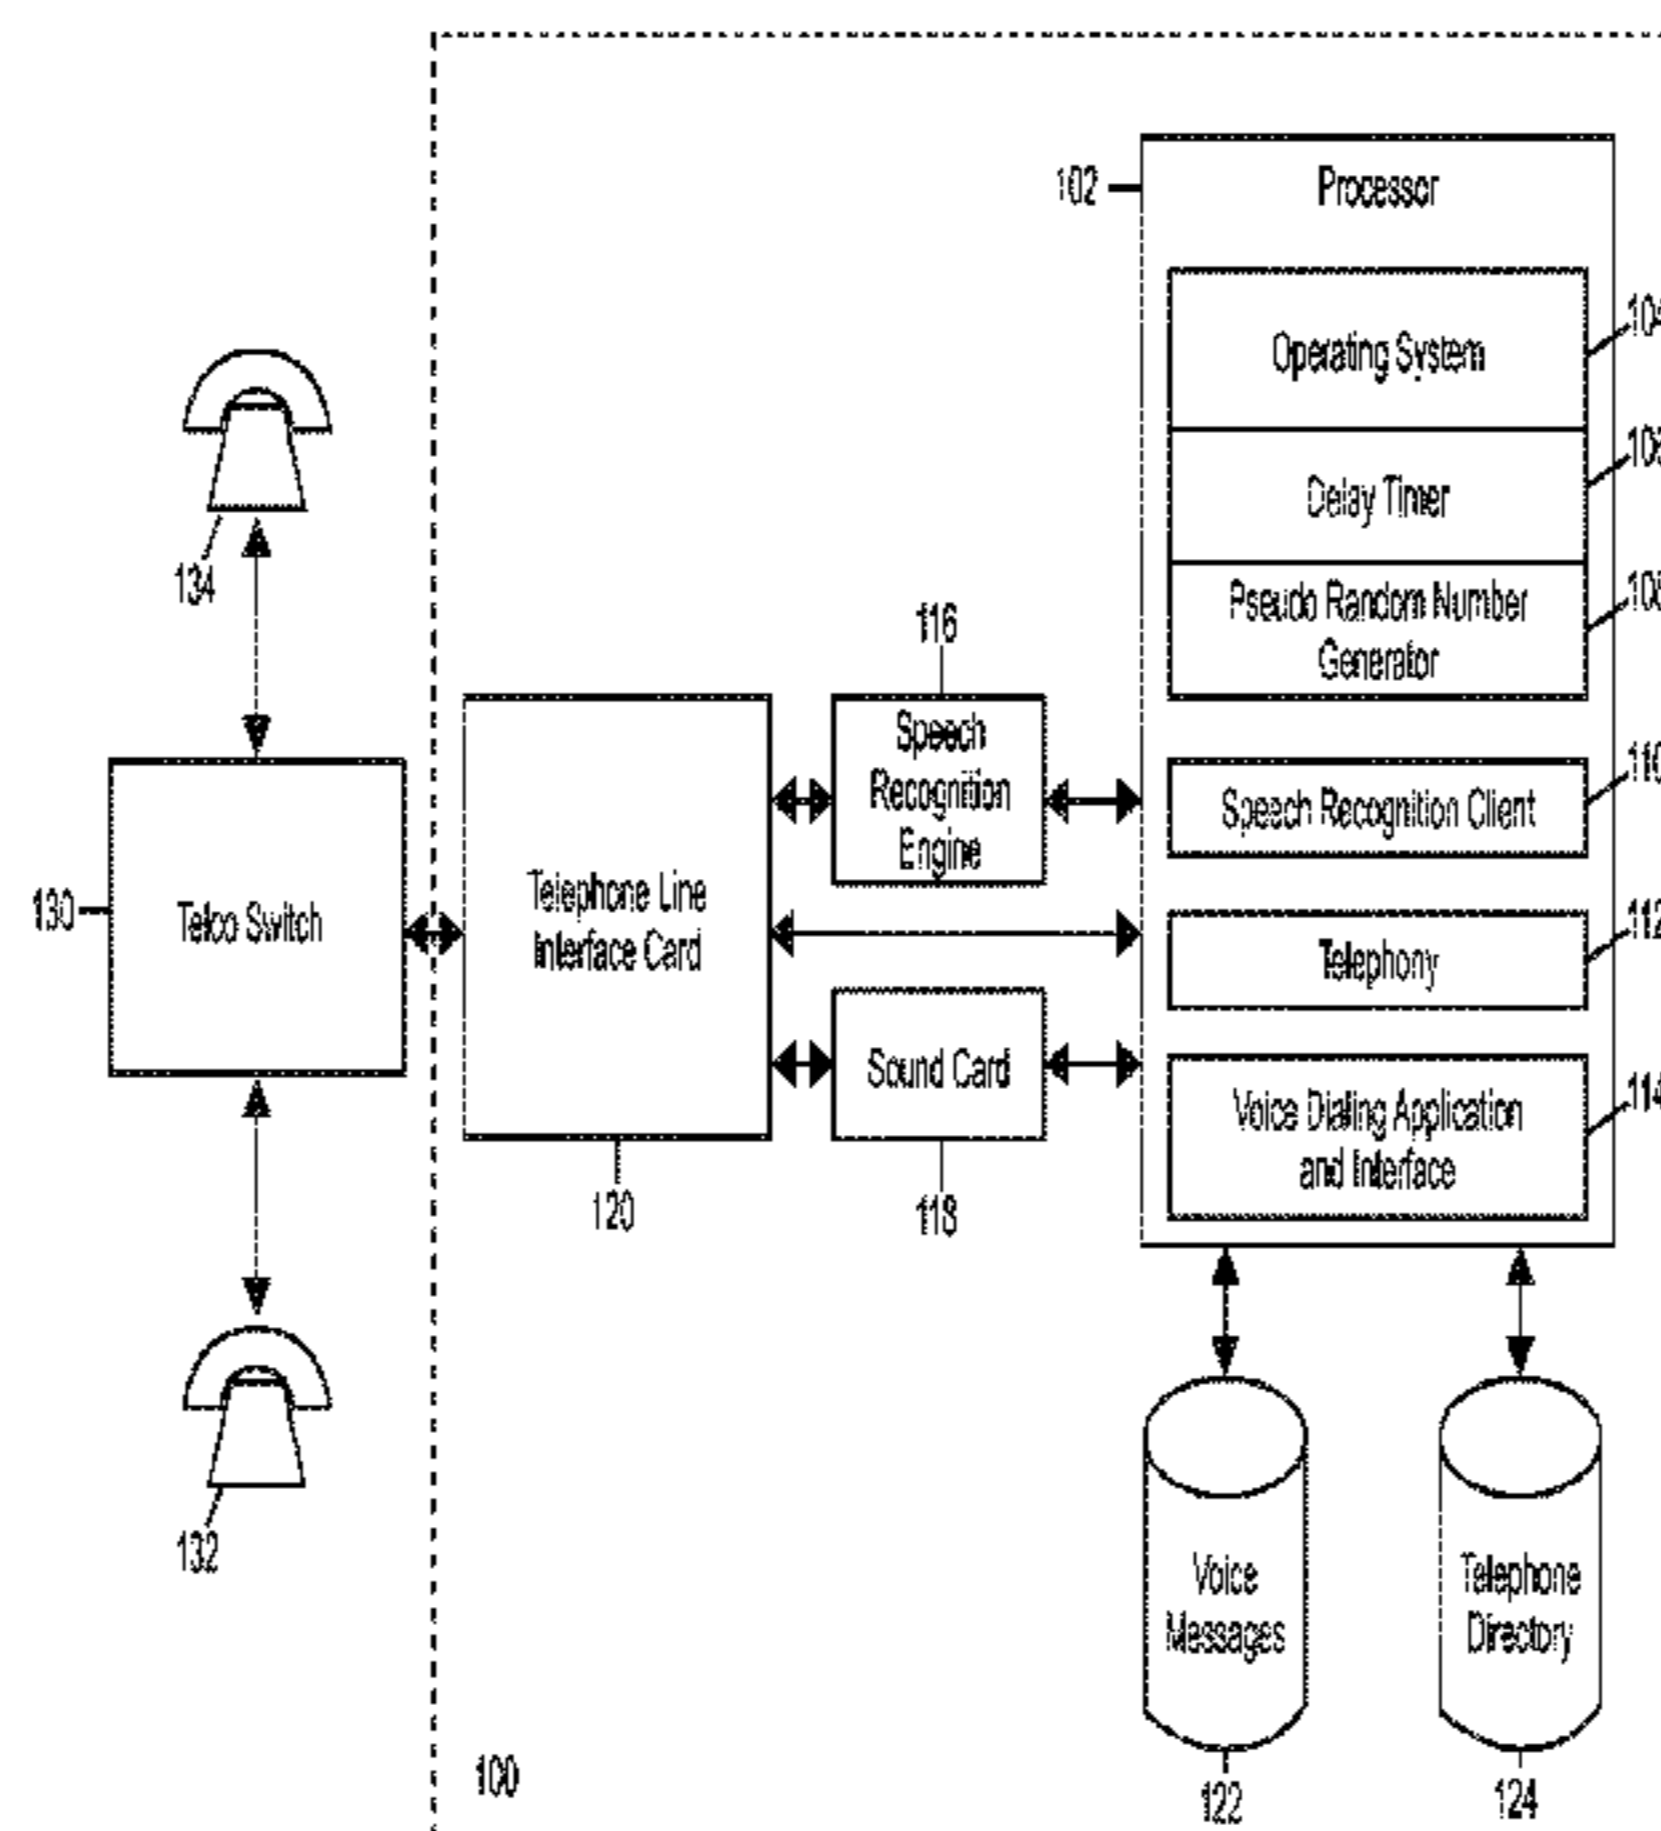 102
Processor
Operating System
Delay Timer
134
Pseudo Random Number
Generator
116
Speech
Recognition
Engine
Speech Recognition Client
130
Telco Switch
Telephone Line
Interface Card
112
Telephony
Sound Card
Voice Dialing Application
and Interface
114
120
118
132
Voice
Messages
Telephone
Directory
100
122
124